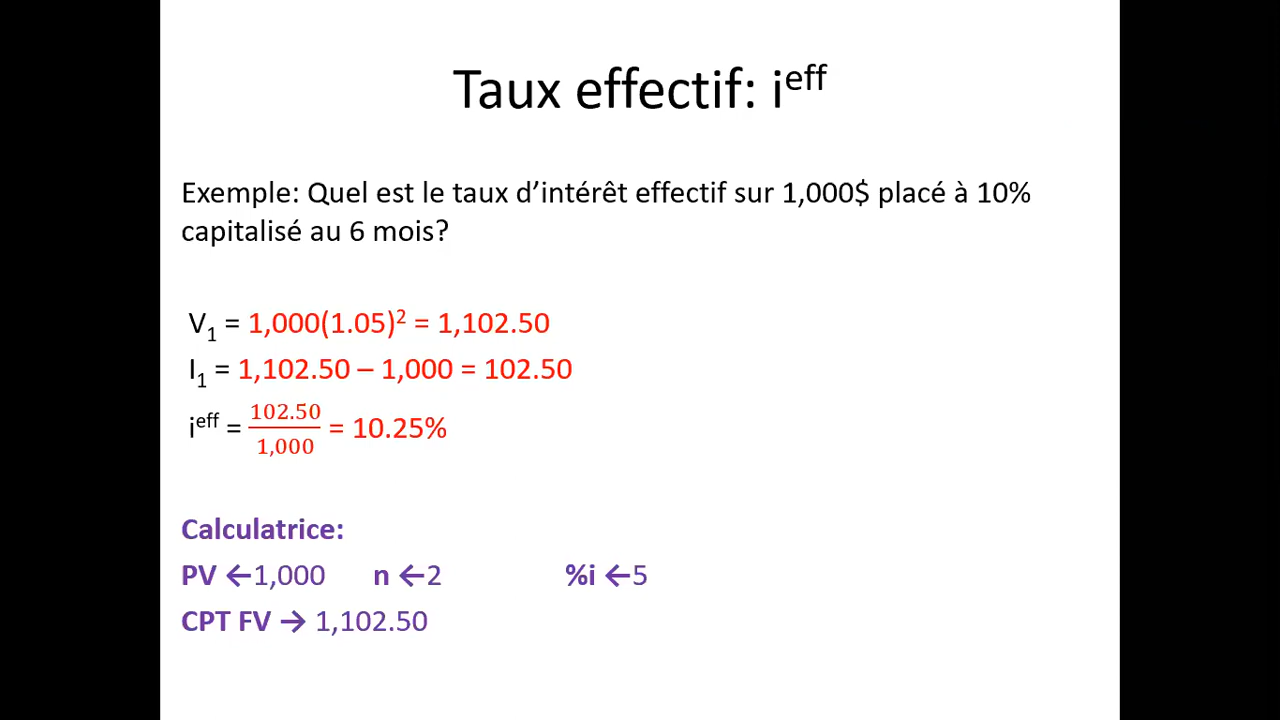 Taux effectif: i^eff
Exemple: Quel est le taux d’intérêt effectif sur 1,000$ placé à 10%
capitalisé au 6 mois?
V₁ = 1,000(1.05)² = 1,102.50
I₁ = 1,102.50 – 1,000 = 102.50
i^eff = 102.50/1,000 = 10.25%
Calculatrice:
PV ←1,000 n ←2 %i ←5
CPT FV → 1,102.50